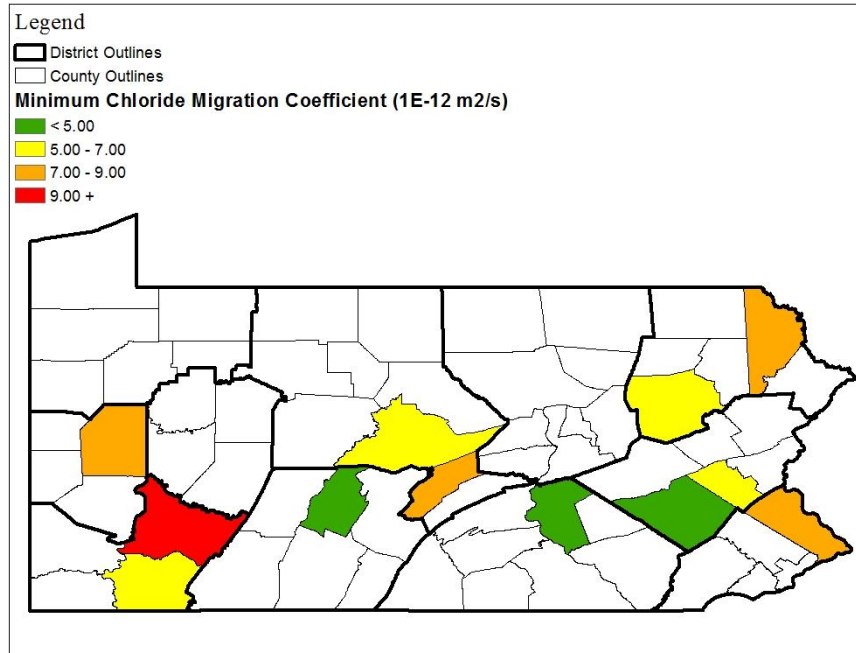 Legend
District Outlines
County Outlines
Minimum Chloride Migration Coefficient (1E-12 m2/s)
< 5.00
5.00 - 7.00
7.00 - 9.00
9.00 +